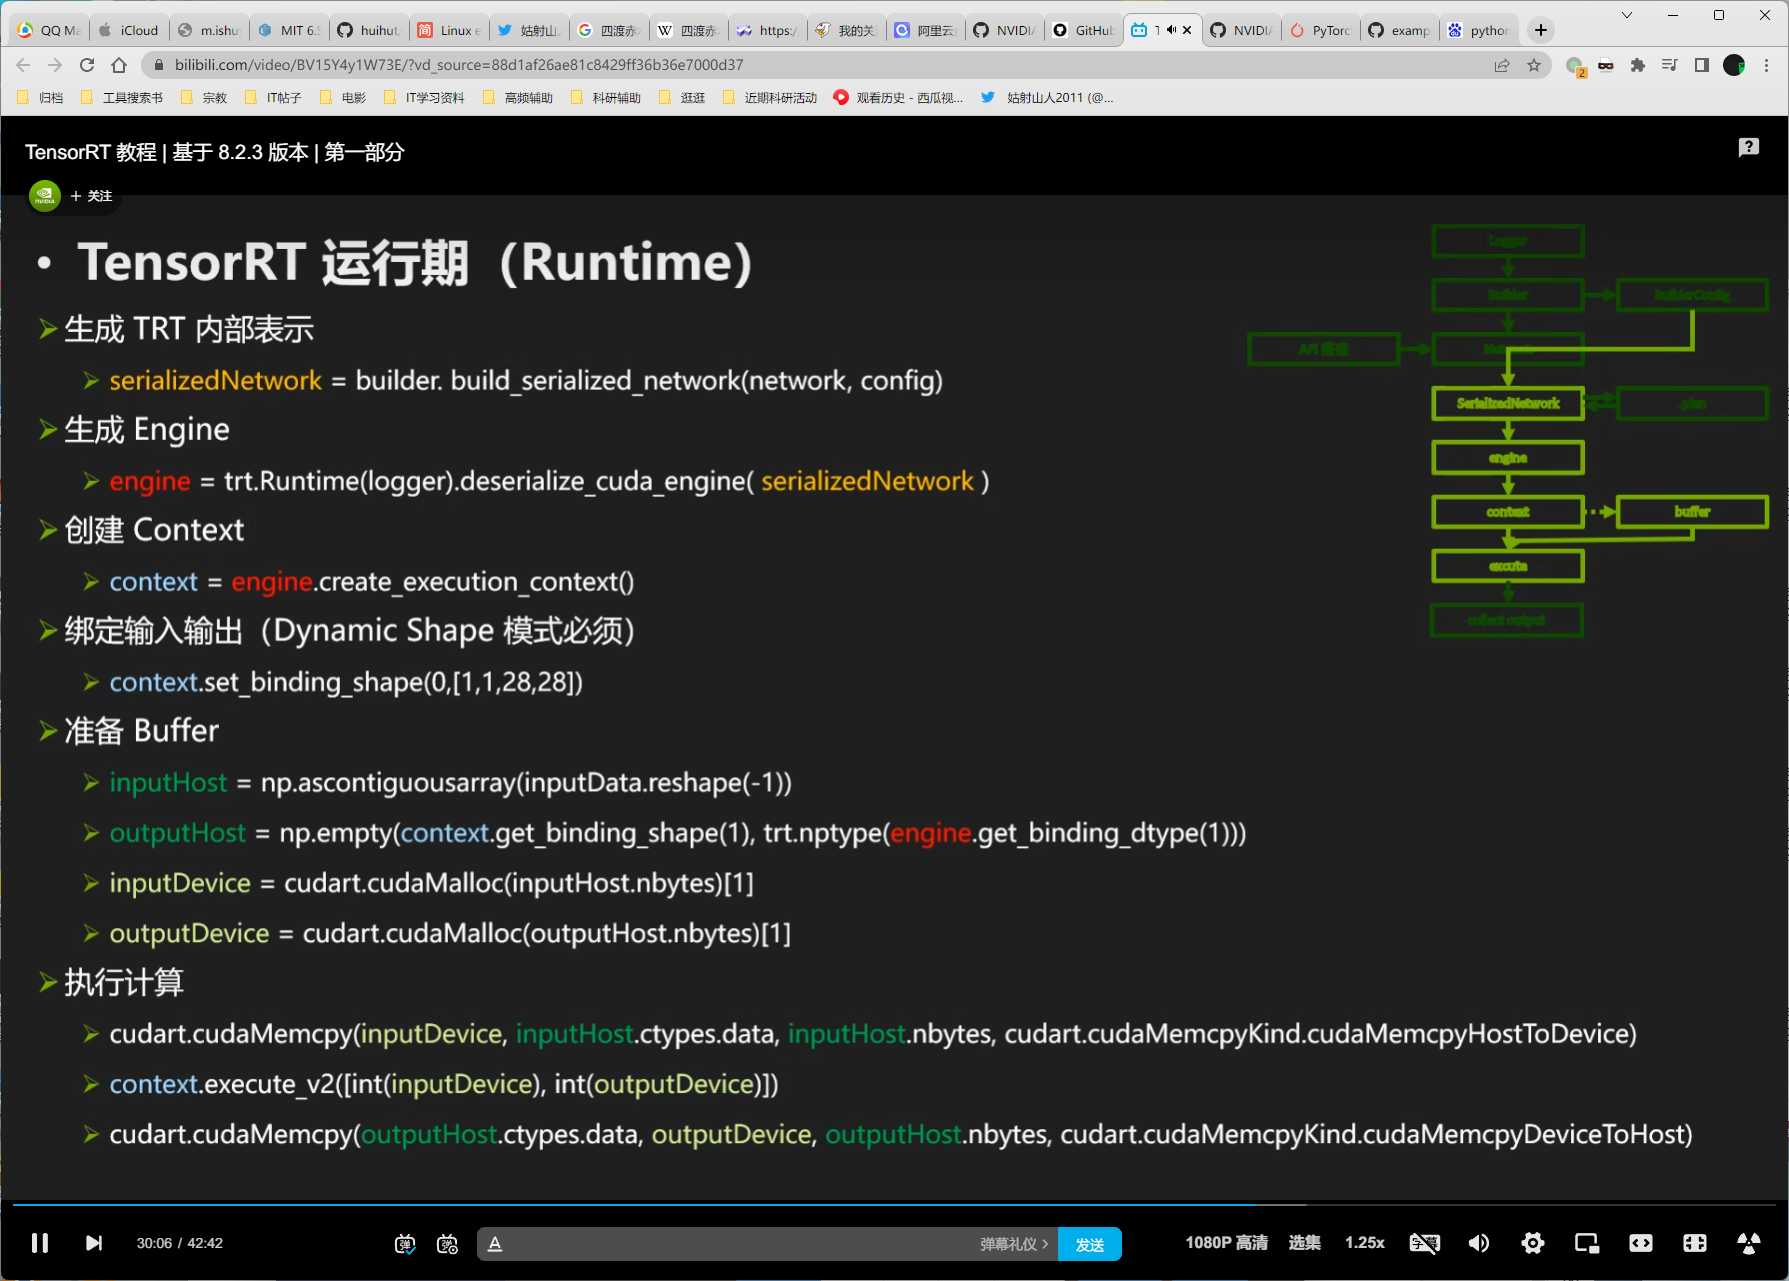 QQ Ma
iCloud
m.ishu
MIT 6.S
huihut
Linux e
姑射山
四渡赤
四渡赤
https:/
我的关
阿里云
NVIDIA
GitHub
T
NVIDIA
PyTorc
examp
python
bilibili.com/video/BV15Y4y1W73E/?vd_source=88d1af26ae81c8429ff36b36e7000d37
2
归档
工具搜索书
宗教
IT帖子
电影
IT学习资料
高频辅助
科研辅助
逛逛
近期科研活动
观看历史 - 西瓜视...
姑射山人2011 (@...
TensorRT 教程 | 基于 8.2.3 版本 | 第一部分
NVIDIA
+ 关注
• TensorRT 运行期（Runtime）
生成 TRT 内部表示
serializedNetwork = builder. build_serialized_network(network, config)
生成 Engine
engine = trt.Runtime(logger).deserialize_cuda_engine( serializedNetwork )
创建 Context
context = engine.create_execution_context()
绑定输入输出（Dynamic Shape 模式必须）
context.set_binding_shape(0,[1,1,28,28])
准备 Buffer
inputHost = np.ascontiguousarray(inputData.reshape(-1))
outputHost = np.empty(context.get_binding_shape(1), trt.nptype(engine.get_binding_dtype(1)))
inputDevice = cudart.cudaMalloc(inputHost.nbytes)[1]
outputDevice = cudart.cudaMalloc(outputHost.nbytes)[1]
执行计算
cudart.cudaMemcpy(inputDevice, inputHost.ctypes.data, inputHost.nbytes, cudart.cudaMemcpyKind.cudaMemcpyHostToDevice)
context.execute_v2([int(inputDevice), int(outputDevice)])
cudart.cudaMemcpy(outputHost.ctypes.data, outputDevice, outputHost.nbytes, cudart.cudaMemcpyKind.cudaMemcpyDeviceToHost)
Logger
Builder
BuilderConfig
API 搭建
Network
SerializedNetwork
.plan
engine
context
buffer
execute
collect output
30:06 / 42:42
弹幕礼仪 >
发送
1080P 高清
选集
1.25x